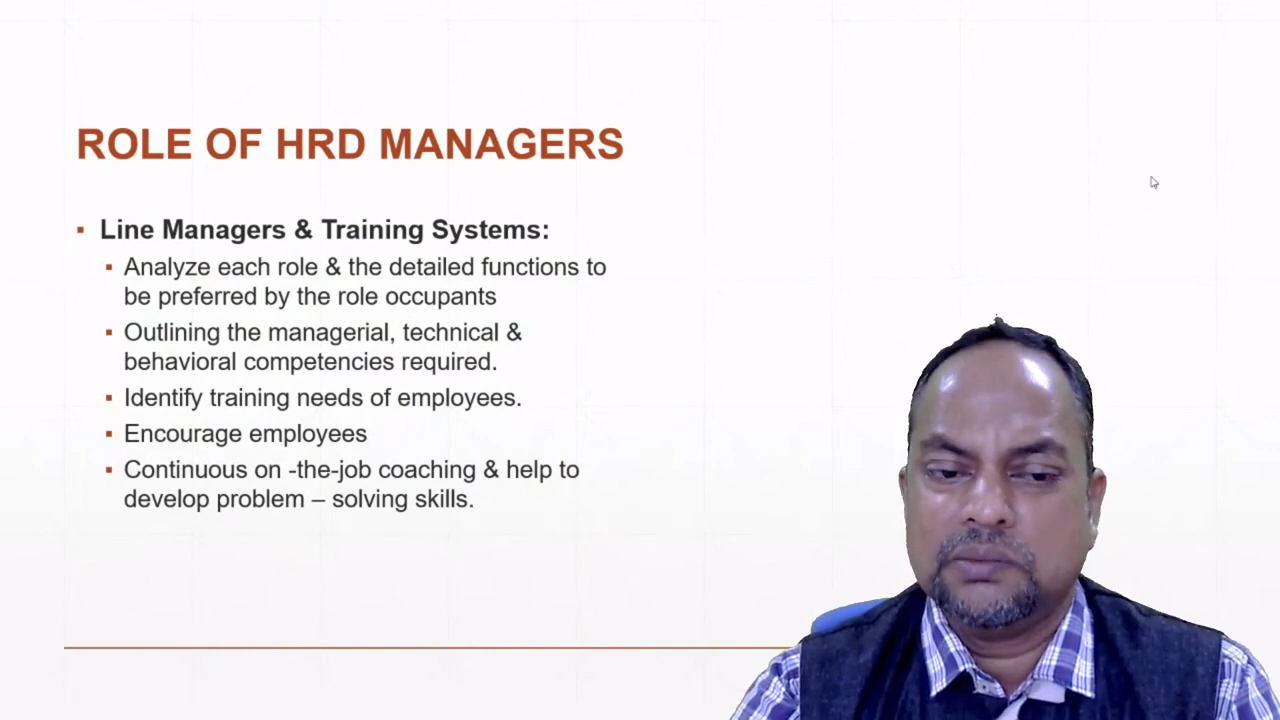 ROLE OF HRD MANAGERS
▪ Line Managers & Training Systems:
▪ Analyze each role & the detailed functions to
be preferred by the role occupants
▪ Outlining the managerial, technical &
behavioral competencies required.
▪ Identify training needs of employees.
▪ Encourage employees
▪ Continuous on -the-job coaching & help to
develop problem – solving skills.